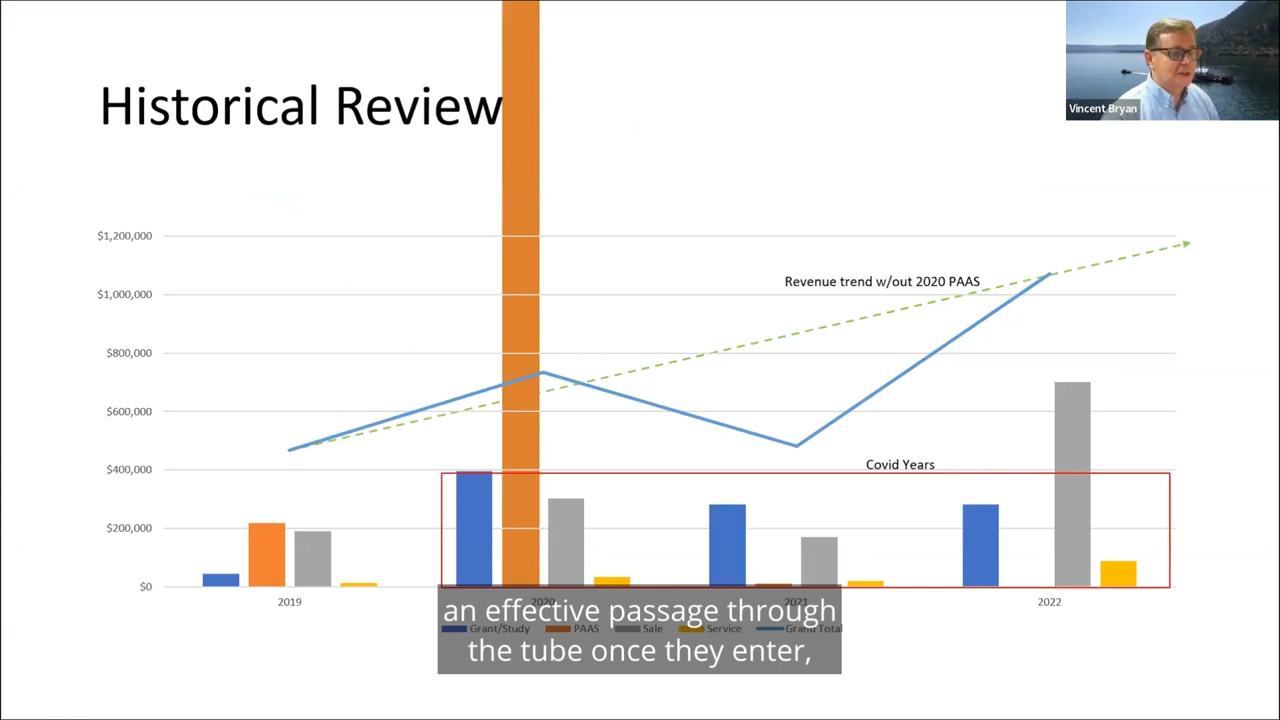 Historical Review
Vincent Bryan
$1,200,000
$1,000,000
$800,000
$600,000
$400,000
$200,000
$0
Revenue trend w/out 2020 PAAS
Covid Years
2019
2020
2021
2022
Grant/Study PAAS Sale Service Grand Total
an effective passage through
the tube once they enter,